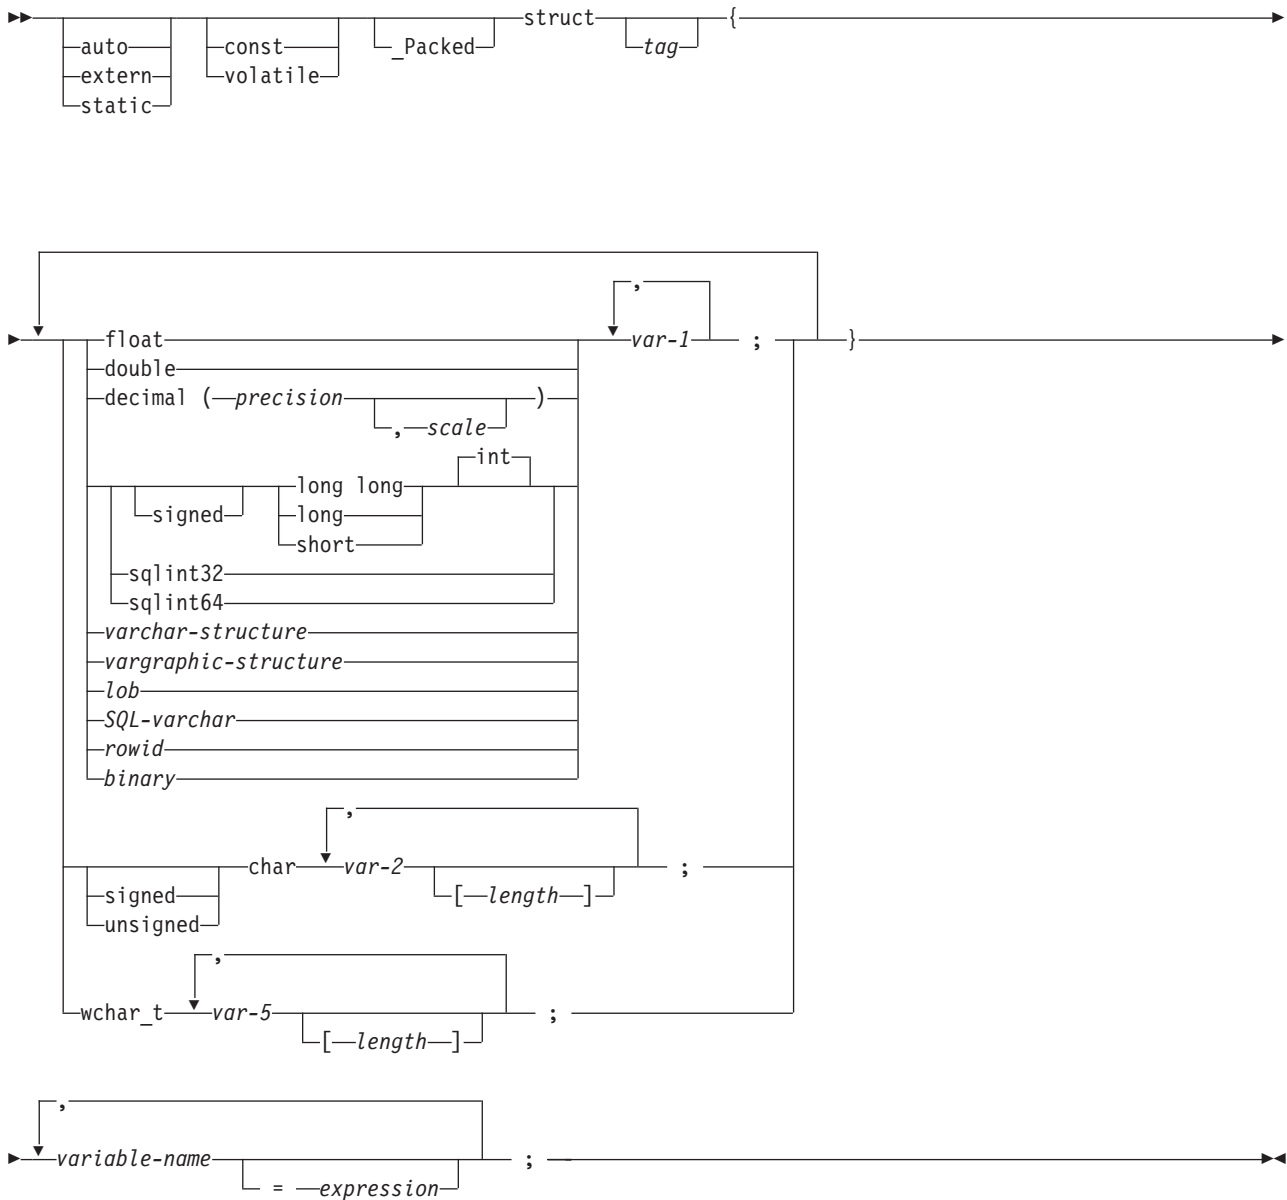 struct {
auto const _Packed tag
extern volatile
static
,
float var-1 ; }
double
decimal ( precision )
, scale
int
long long
signed long
short
sqlint32
sqlint64
varchar-structure
vargraphic-structure
lob
SQL-varchar
rowid
binary
,
char var-2 ;
signed [ length ]
unsigned
,
wchar_t var-5 ;
[ length ]
,
variable-name ;
= expression